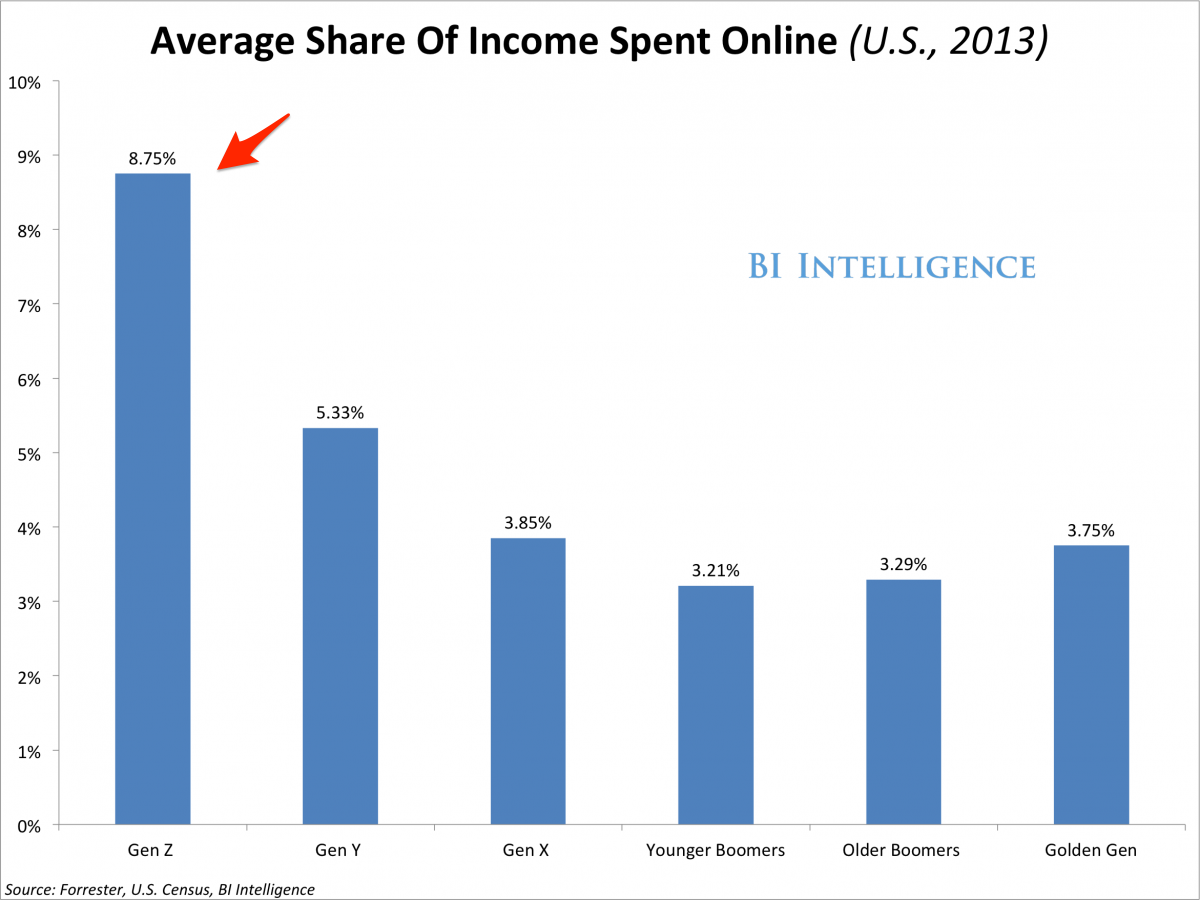 Average Share Of Income Spent Online (U.S., 2013)
10%
9%
8%
7%
6%
5%
4%
3%
2%
1%
0%
8.75%
5.33%
3.85%
3.21%
3.29%
3.75%
BI INTELLIGENCE
Gen Z
Gen Y
Gen X
Younger Boomers
Older Boomers
Golden Gen
Source: Forrester, U.S. Census, BI Intelligence